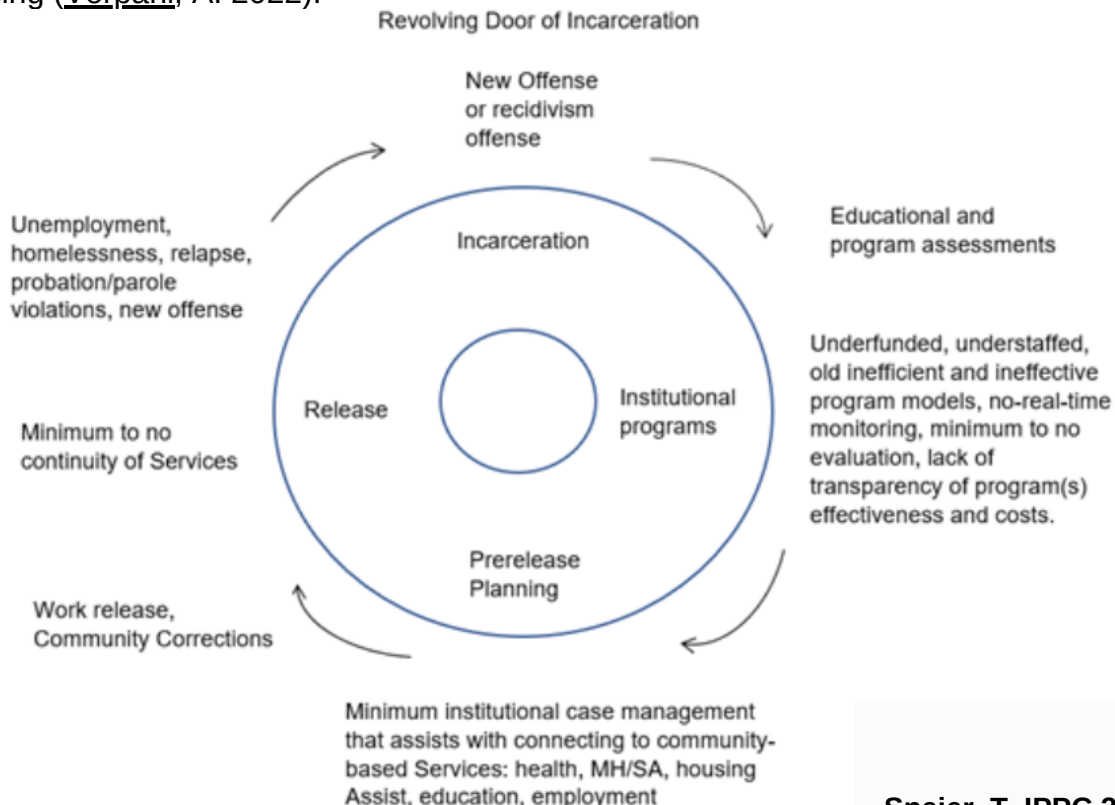 Revolving Door of Incarceration
New Offense
or recidivism
offense
Incarceration
Educational and
program assessments
Unemployment,
homelessness, relapse,
probation/parole
violations, new offense
Underfunded, understaffed,
old inefficient and ineffective
program models, no-real-time
monitoring, minimum to no
evaluation, lack of
transparency of program(s)
effectiveness and costs.
Institutional
programs
Release
Minimum to no
continuity of Services
Prerelease
Planning
Work release,
Community Corrections
Minimum institutional case management
that assists with connecting to community-
based Services: health, MH/SA, housing
Assist, education, employment